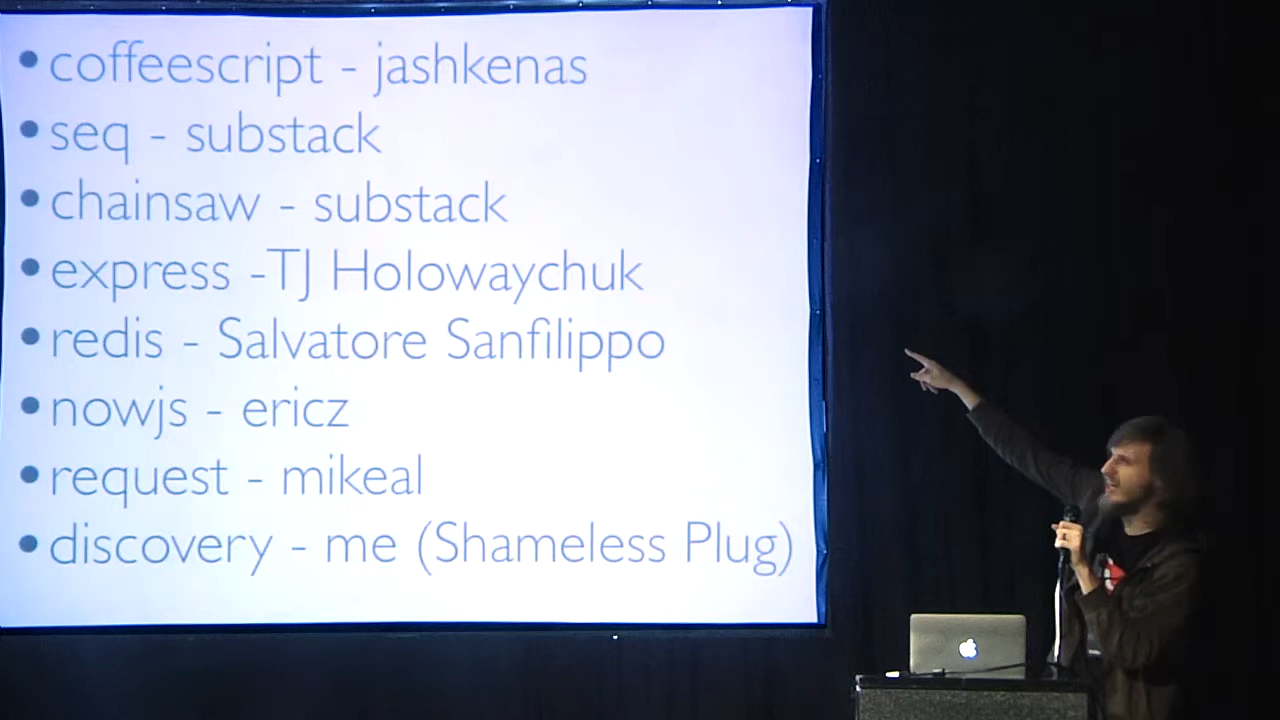 • coffeescript - jashkenas
• seq - substack
• chainsaw - substack
• express -TJ Holowaychuk
• redis - Salvatore Sanfilippo
• nowjs - ericz
• request - mikeal
• discovery - me (Shameless Plug)